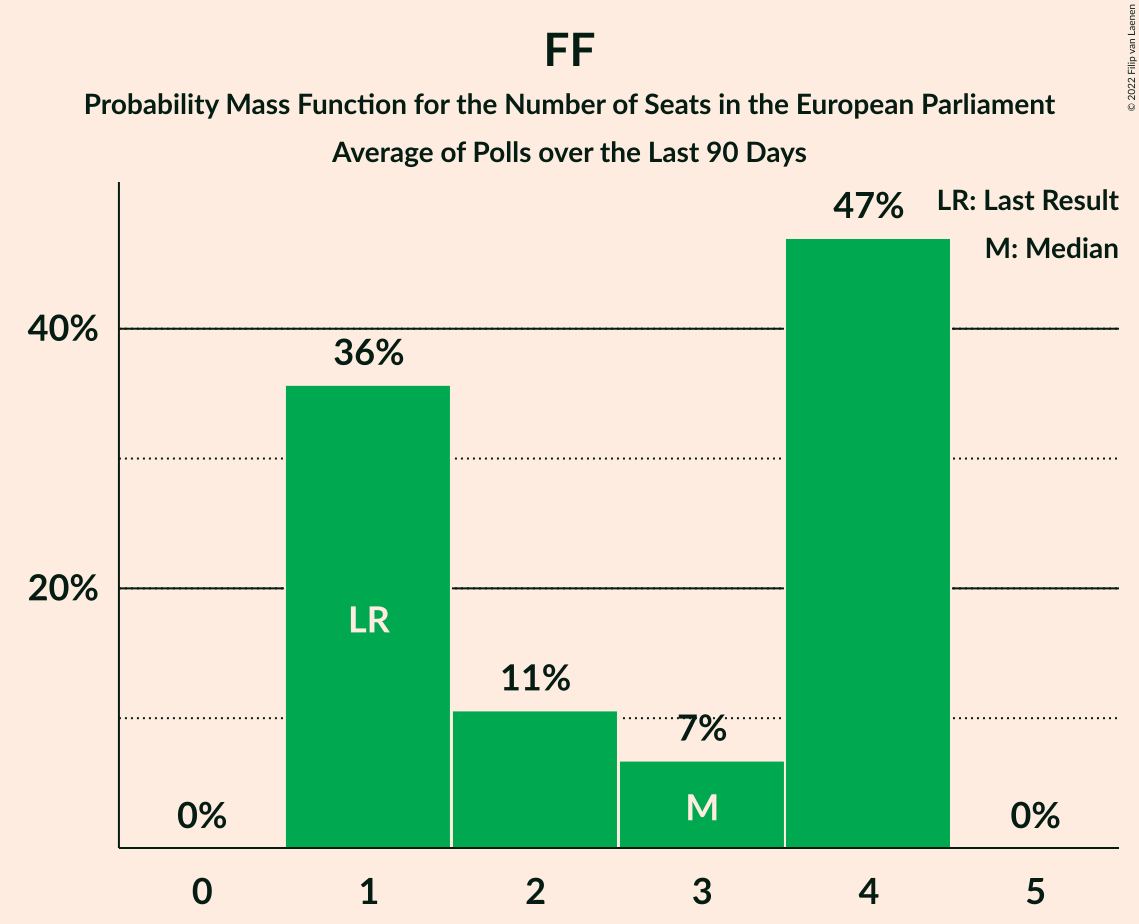 FF
Probability Mass Function for the Number of Seats in the European Parliament
Average of Polls over the Last 90 Days
© 2022 Filip van Laenen
LR: Last Result
M: Median
47%
40%
36%
20%
LR
11%
7%
M
0%
0%
0 1 2 3 4 5